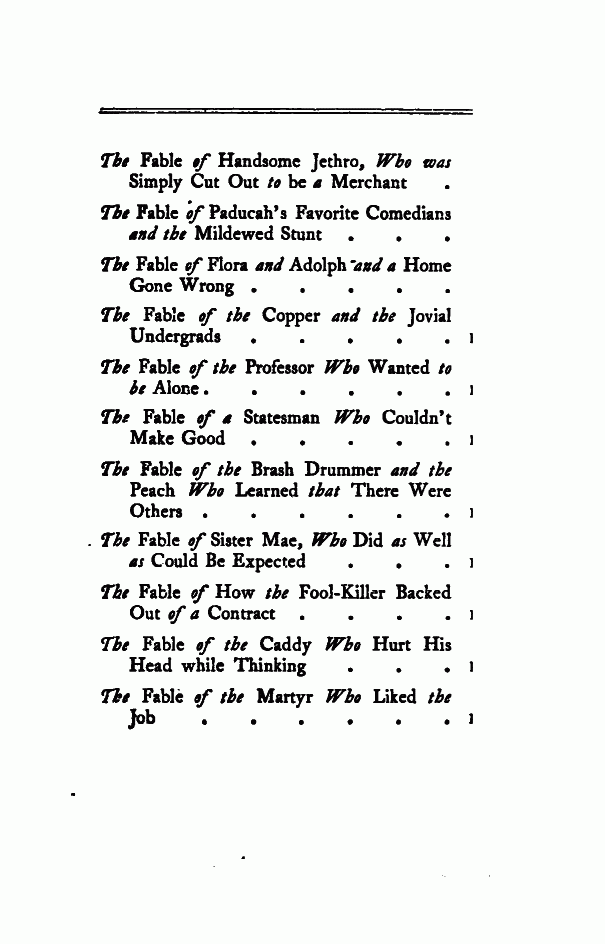 The Fable of Handsome Jethro, Who was
Simply Cut Out to be a Merchant .
The Fable of Paducah's Favorite Comedians
and the Mildewed Stunt . . .
The Fable of Flora and Adolph and a Home
Gone Wrong . . . . .
The Fable of the Copper and the Jovial
Undergrads . . . . . 1
The Fable of the Professor Who Wanted to
be Alone . . . . . . 1
The Fable of a Statesman Who Couldn't
Make Good . . . . . 1
The Fable of the Brash Drummer and the
Peach Who Learned that There Were
Others . . . . . . 1
The Fable of Sister Mae, Who Did as Well
as Could Be Expected . . . 1
The Fable of How the Fool-Killer Backed
Out of a Contract . . . . 1
The Fable of the Caddy Who Hurt His
Head while Thinking . . . 1
The Fable of the Martyr Who Liked the
Job . . . . . . 1